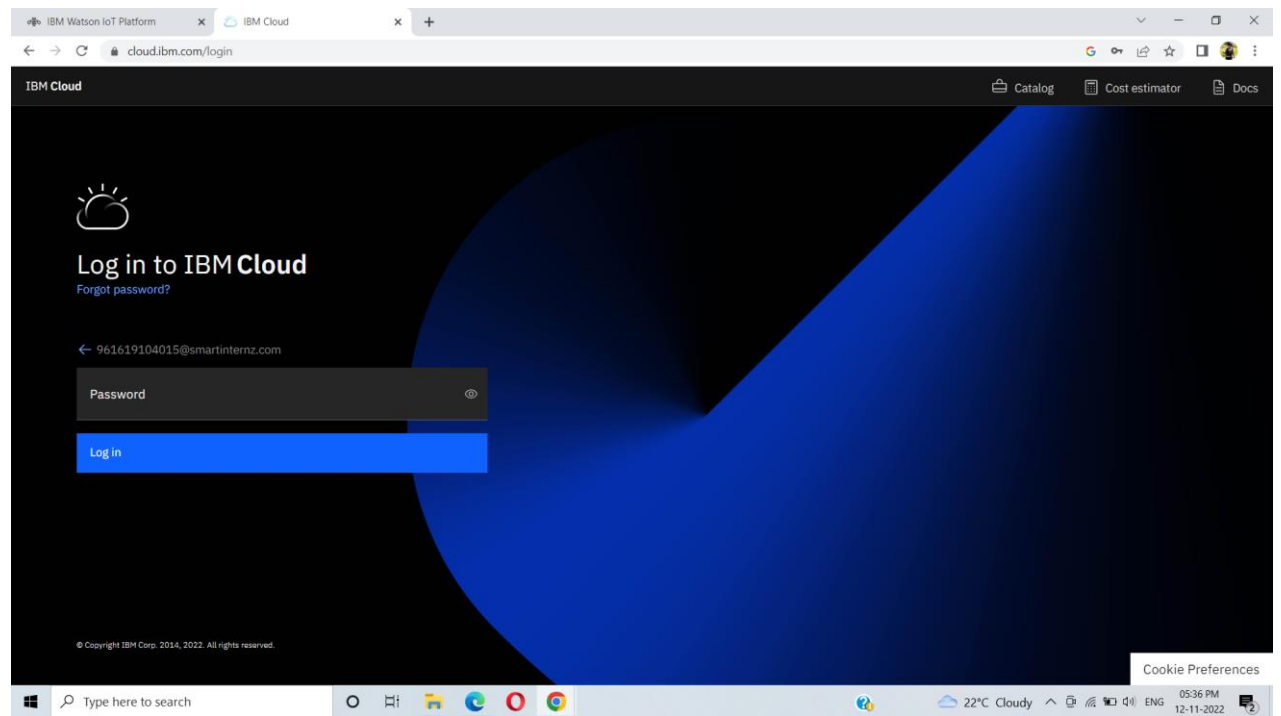 IBM Watson IoT Platform
IBM Cloud
cloud.ibm.com/login
IBM Cloud
Catalog
Cost estimator
Docs
Log in to IBM Cloud
Forgot password?
961619104015@smartinternz.com
Password
Log in
© Copyright IBM Corp. 2014, 2022. All rights reserved.
Cookie Preferences
Type here to search
22°C Cloudy
ENG
05:36 PM
12-11-2022
2